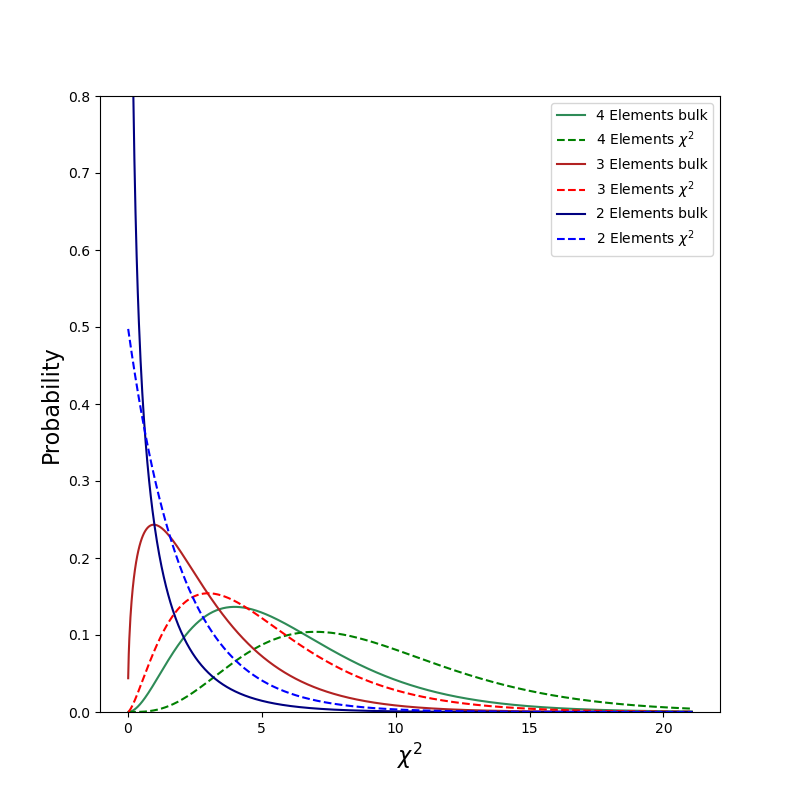 4 Elements bulk
4 Elements χ²
3 Elements bulk
3 Elements χ²
2 Elements bulk
2 Elements χ²
Probability
0.8
0.7
0.6
0.5
0.4
0.3
0.2
0.1
0.0
0 5 10 15 20
χ²